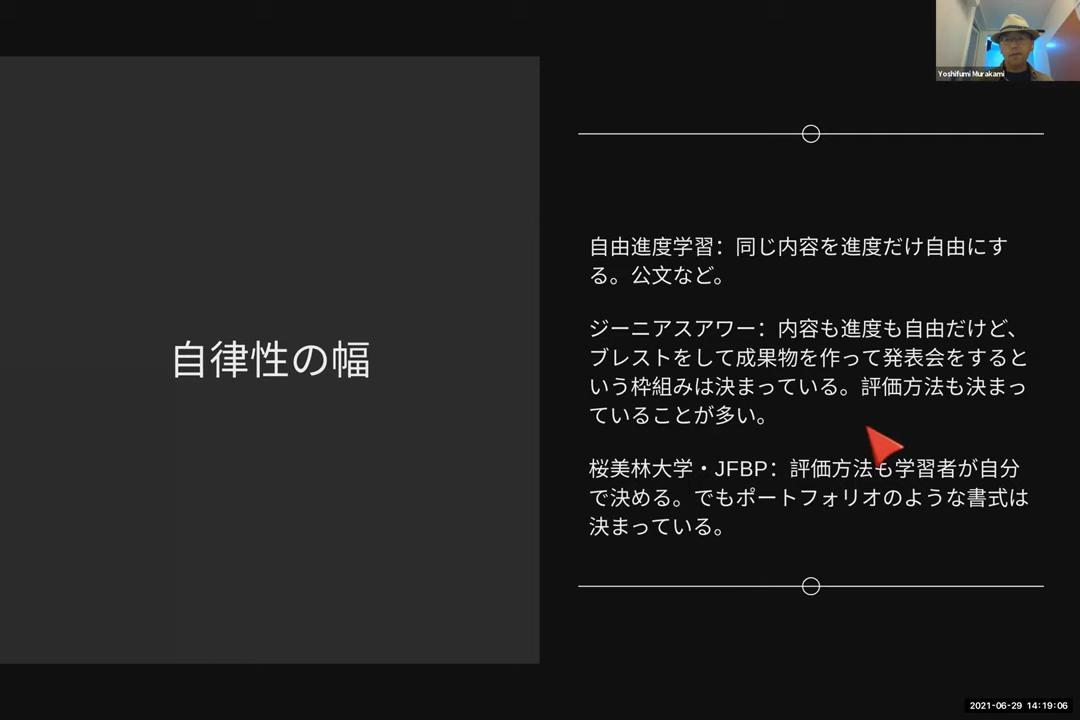 Yoshifumi Murakami
自律性の幅
自由進度学習：同じ内容を進度だけ自由にす
る。公文など。
ジーニアスアワー：内容も進度も自由だけど、
ブレストをして成果物を作って発表会をすると
いう枠組みは決まっている。評価方法も決まっ
ていることが多い。
桜美林大学・JFBP：評価方法も学習者が自分
で決める。でもポートフォリオのような書式は
決まっている。
2021-06-29 14:19:06